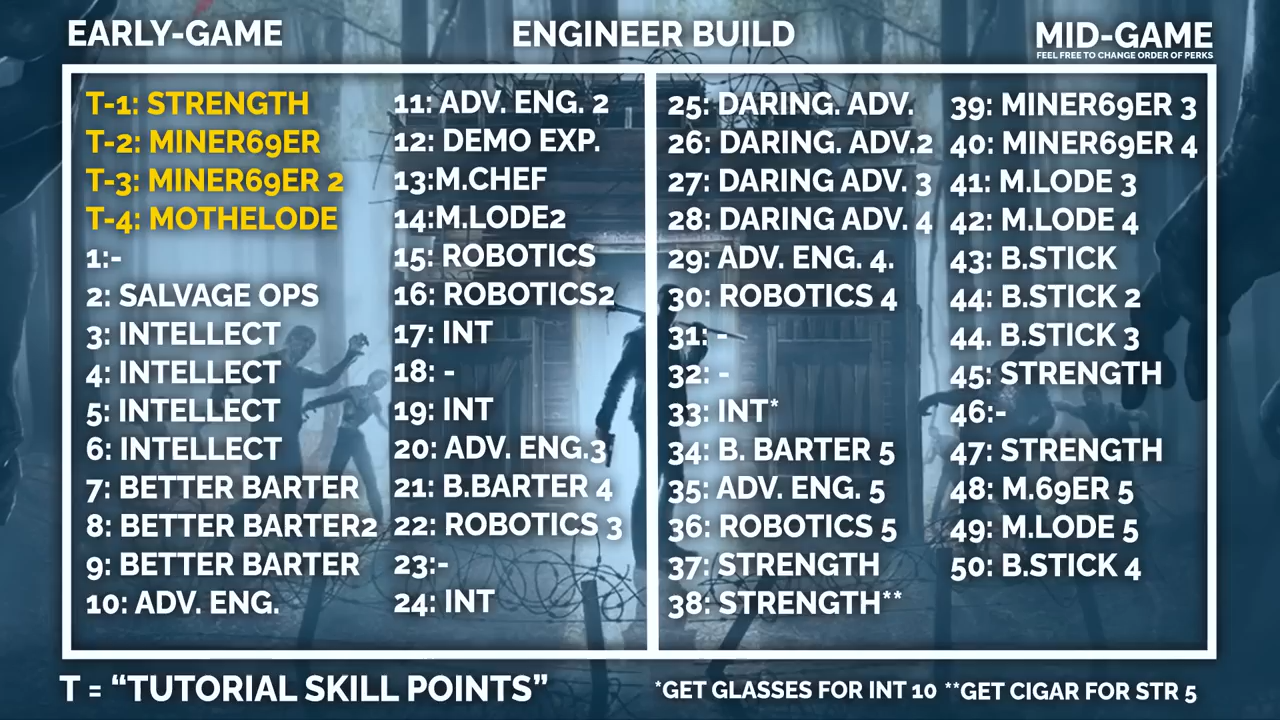 EARLY-GAME
ENGINEER BUILD
MID-GAME
FEEL FREE TO CHANGE ORDER OF PERKS
T-1: STRENGTH
T-2: MINER69ER
T-3: MINER69ER 2
T-4: MOTHELODE
1:-
2: SALVAGE OPS
3: INTELLECT
4: INTELLECT
5: INTELLECT
6: INTELLECT
7: BETTER BARTER
8: BETTER BARTER2
9: BETTER BARTER
10: ADV. ENG.
11: ADV. ENG. 2
12: DEMO EXP.
13:M.CHEF
14:M.LODE2
15: ROBOTICS
16: ROBOTICS2
17: INT
18: -
19: INT
20: ADV. ENG.3
21: B.BARTER 4
22: ROBOTICS 3
23:-
24: INT
25: DARING. ADV.
26: DARING. ADV.2
27: DARING ADV. 3
28: DARING ADV. 4
29: ADV. ENG. 4.
30: ROBOTICS 4
31: -
32: -
33: INT*
34: B. BARTER 5
35: ADV. ENG. 5
36: ROBOTICS 5
37: STRENGTH
38: STRENGTH**
39: MINER69ER 3
40: MINER69ER 4
41: M.LODE 3
42: M.LODE 4
43: B.STICK
44: B.STICK 2
44. B.STICK 3
45: STRENGTH
46:-
47: STRENGTH
48: M.69ER 5
49: M.LODE 5
50: B.STICK 4
T = “TUTORIAL SKILL POINTS”
*GET GLASSES FOR INT 10 **GET CIGAR FOR STR 5